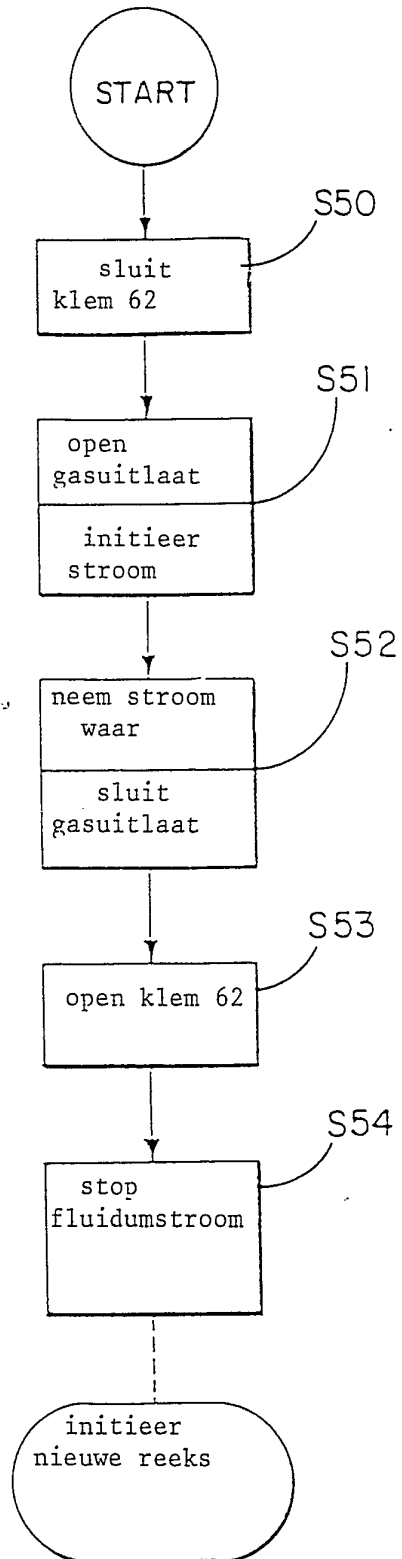 START
S50
sluit
klem 62
S51
open
gasuitlaat
initieer
stroom
S52
neem stroom
waar
sluit
gasuitlaat
S53
open klem 62
S54
stop
fluidumstroom
initieer
nieuwe reeks